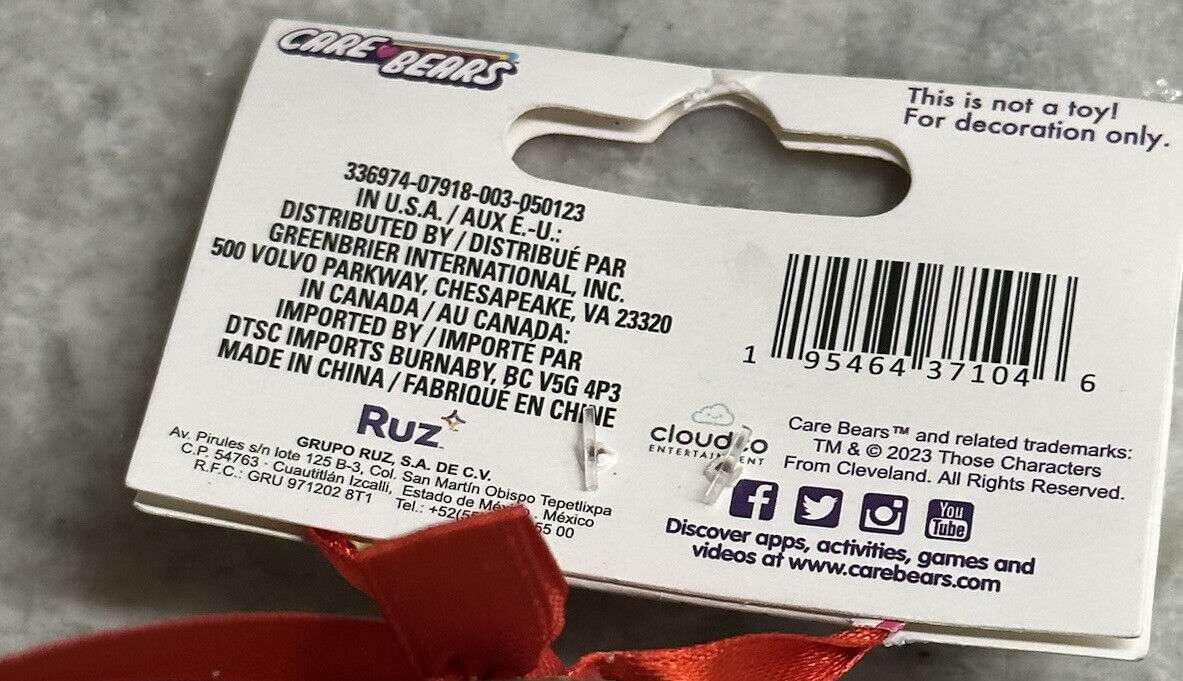 CARE BEARS
This is not a toy!
For decoration only.
336974-07918-003-050123
IN U.S.A. / AUX É.-U.:
DISTRIBUTED BY / DISTRIBUÉ PAR
GREENBRIER INTERNATIONAL, INC.
500 VOLVO PARKWAY, CHESAPEAKE, VA 23320
IN CANADA / AU CANADA:
IMPORTED BY / IMPORTÉ PAR
DTSC IMPORTS BURNABY, BC V5G 4P3
MADE IN CHINA / FABRIQUÉ EN CHINE
1 95464 37104 6
Ruz
GRUPO RUZ, S.A. DE C.V.
Av. Pirules s/n lote 125 B-3, Col. San Martín Obispo Tepetlixpa
C.P. 54763 - Cuautitlán Izcalli, Estado de México. México
R.F.C.: GRU 971202 8T1 Tel.: 55 00
cloudco
ENTERTAINMENT
Care Bears™ and related trademarks:
TM & © 2023 Those Characters
From Cleveland. All Rights Reserved.
f
You
Tube
Discover apps, activities, games and
videos at www.carebears.com